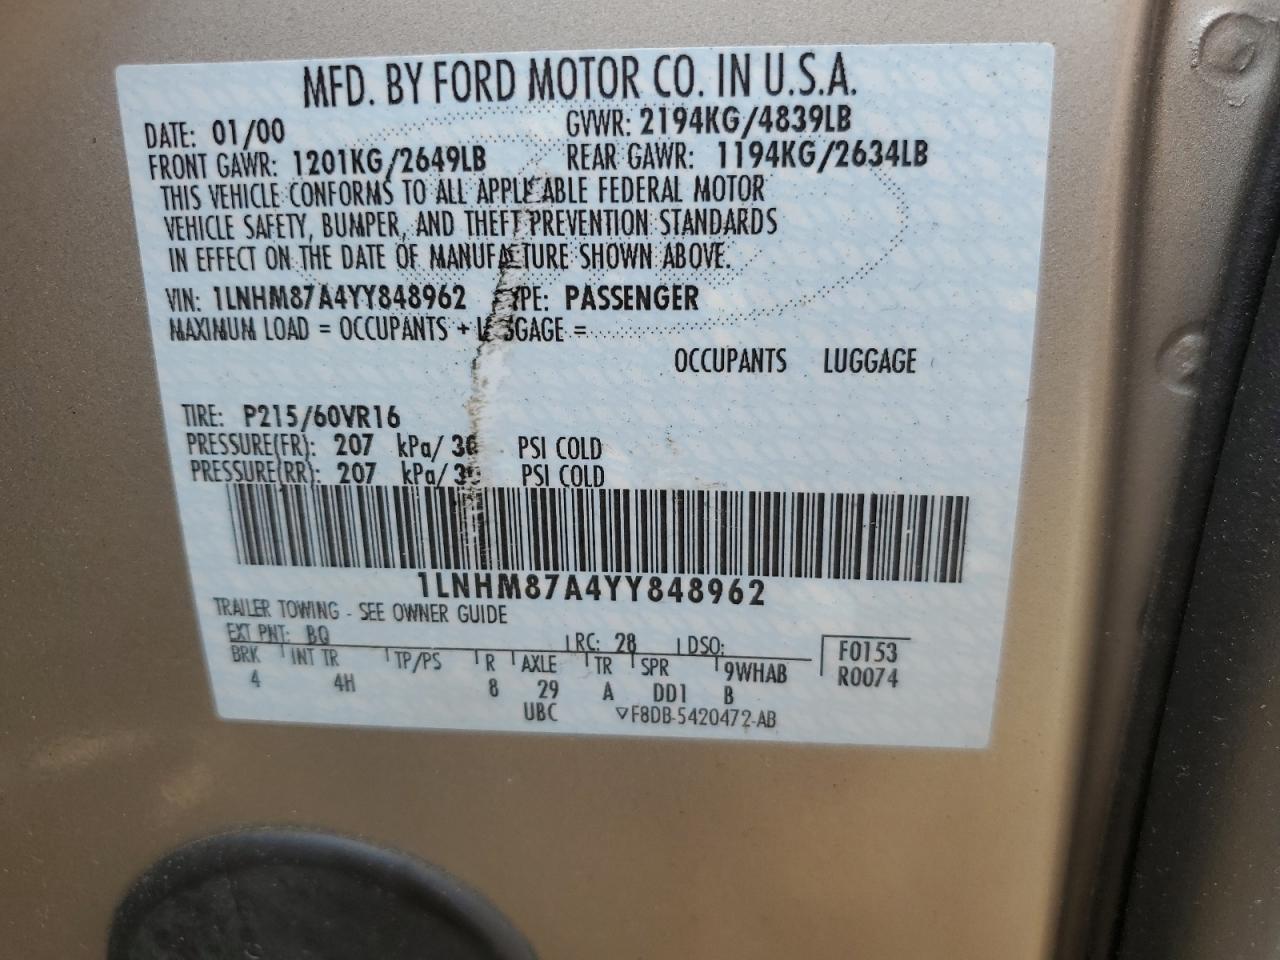 MFD. BY FORD MOTOR CO. IN U.S.A.
DATE: 01/00 GVWR: 2194KG/4839LB
FRONT GAWR: 1201KG/2649LB REAR GAWR: 1194KG/2634LB
THIS VEHICLE CONFORMS TO ALL APPLICABLE FEDERAL MOTOR
VEHICLE SAFETY, BUMPER, AND THEFT PREVENTION STANDARDS
IN EFFECT ON THE DATE OF MANUFACTURE SHOWN ABOVE.
VIN: 1LNHM87A4YY848962 TYPE: PASSENGER
MAXIMUM LOAD = OCCUPANTS + LUGGAGE =
OCCUPANTS LUGGAGE
TIRE: P215/60VR16
PRESSURE(FR): 207 kPa/ 30 PSI COLD
PRESSURE(RR): 207 kPa/ 30 PSI COLD
1LNHM87A4YY848962
TRAILER TOWING - SEE OWNER GUIDE
EXT PNT: BQ RC: 28 DSO: F0153
BRK INT TR TP/PS R AXLE TR SPR 9WHAB R0074
4 4H 8 29 A DD1 B
UBC ▽F8DB-5420472-AB